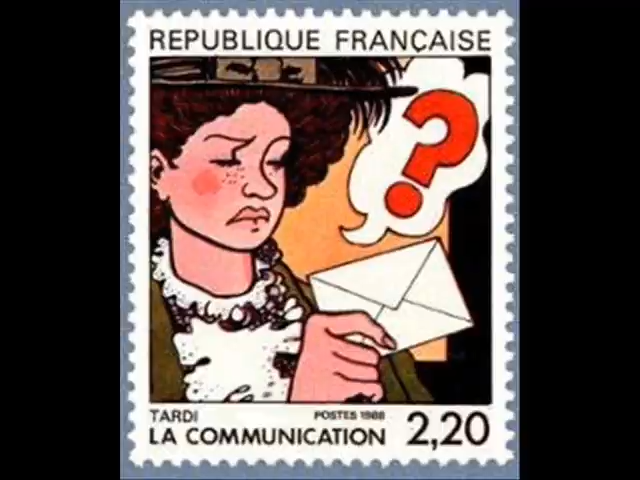 REPUBLIQUE FRANÇAISE
?
TARDI POSTES 1988
LA COMMUNICATION 2,20